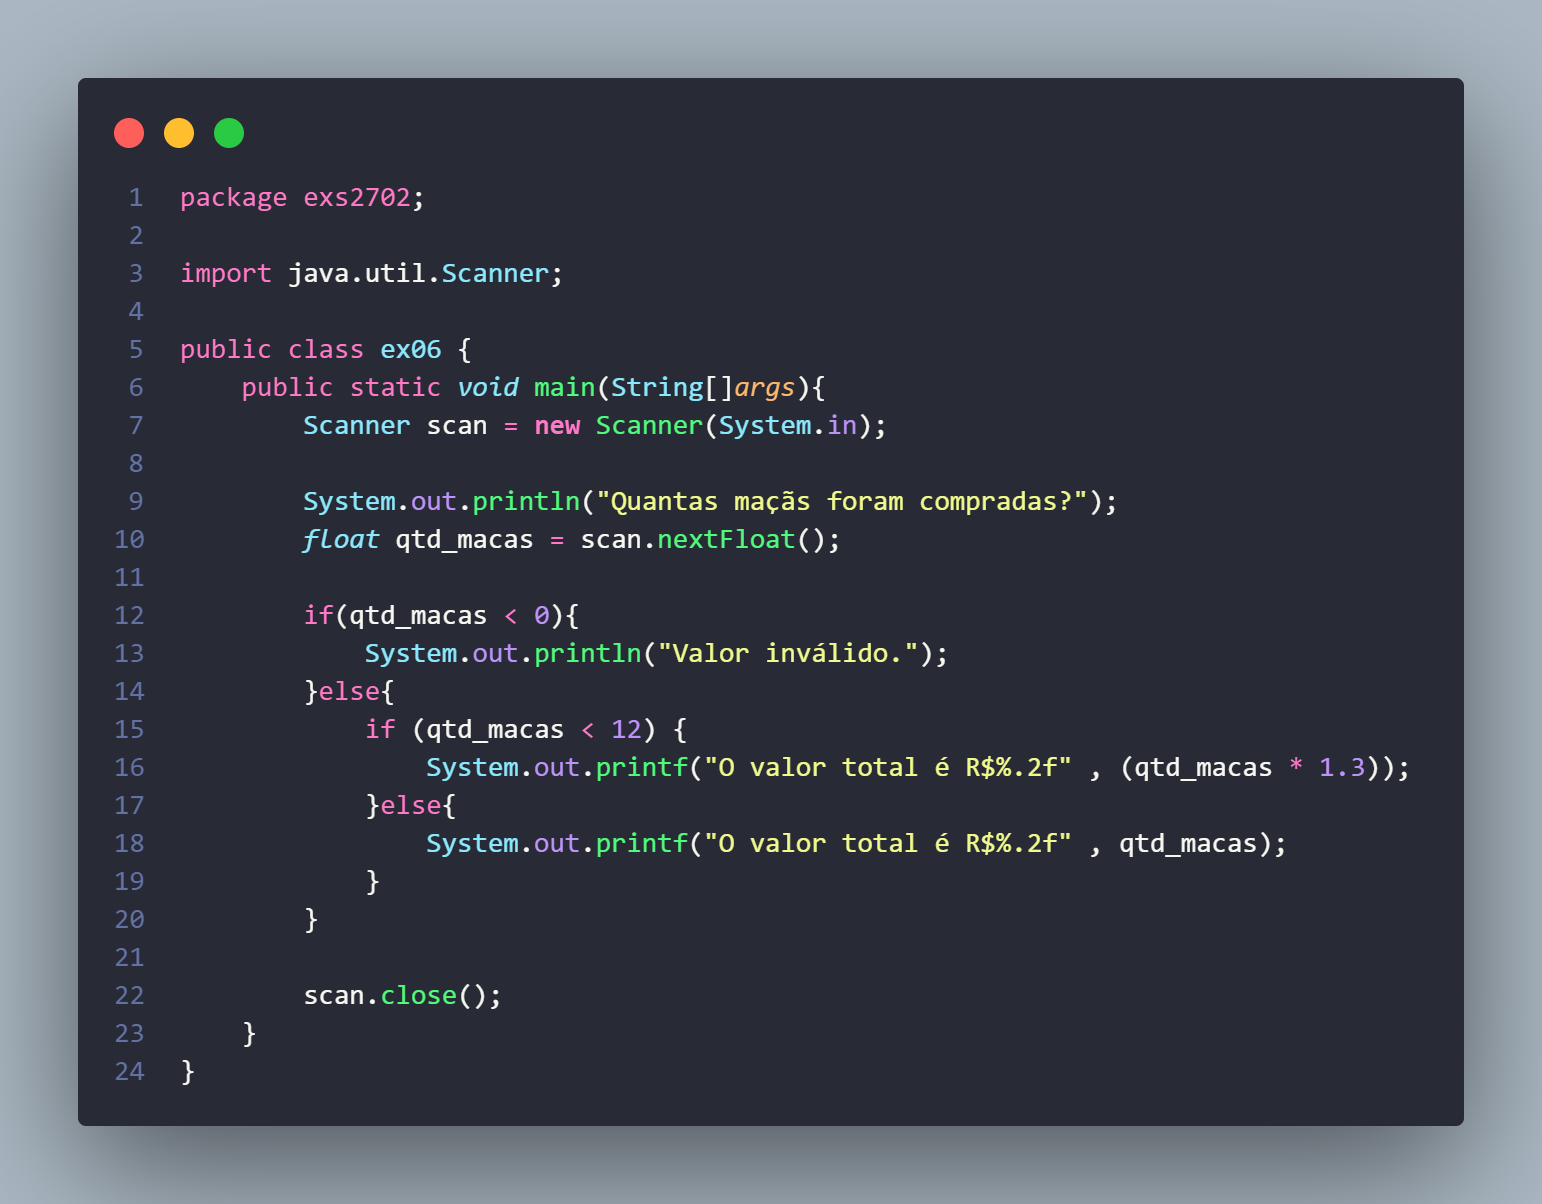 1 package exs2702;
2
3 import java.util.Scanner;
4
5 public class ex06 {
6     public static void main(String[]args){
7         Scanner scan = new Scanner(System.in);
8
9         System.out.println("Quantas maçãs foram compradas?");
10         float qtd_macas = scan.nextFloat();
11
12         if(qtd_macas < 0){
13             System.out.println("Valor inválido.");
14         }else{
15             if (qtd_macas < 12) {
16                 System.out.printf("O valor total é R$%.2f" , (qtd_macas * 1.3));
17             }else{
18                 System.out.printf("O valor total é R$%.2f" , qtd_macas);
19             }
20         }
21
22         scan.close();
23     }
24 }